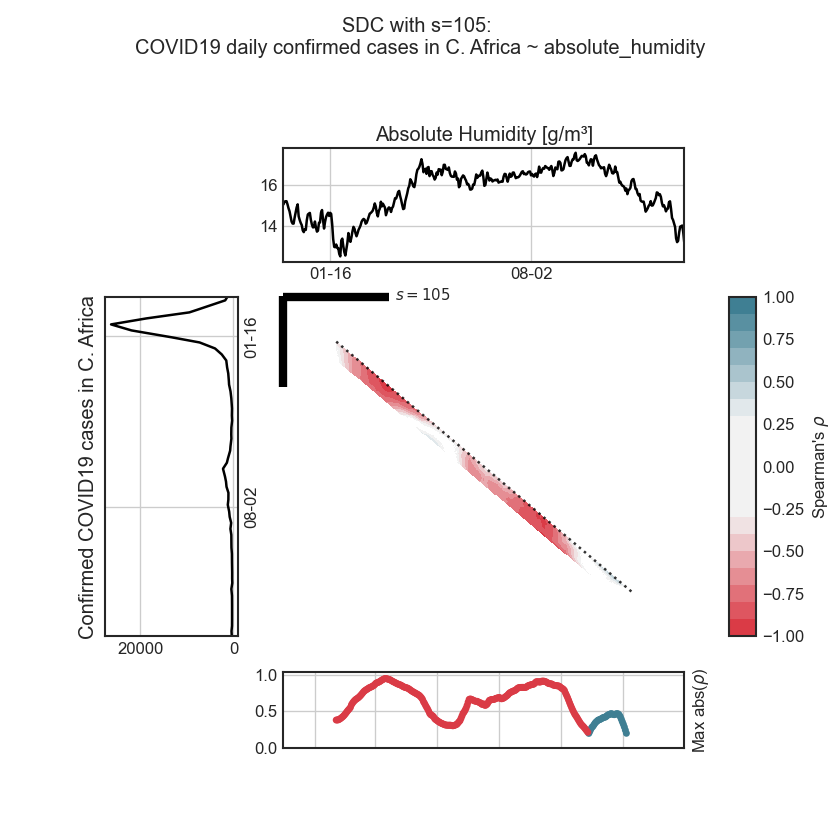 SDC with s=105:
COVID19 daily confirmed cases in C. Africa ~ absolute_humidity
Absolute Humidity [g/m³]
16
14
01-16
08-02
s = 105
Confirmed COVID19 cases in C. Africa
01-16
08-02
20000
0
1.00
0.75
0.50
0.25
0.00
−0.25
−0.50
−0.75
−1.00
Spearman's ρ
1.0
0.5
0.0
Max abs(ρ)